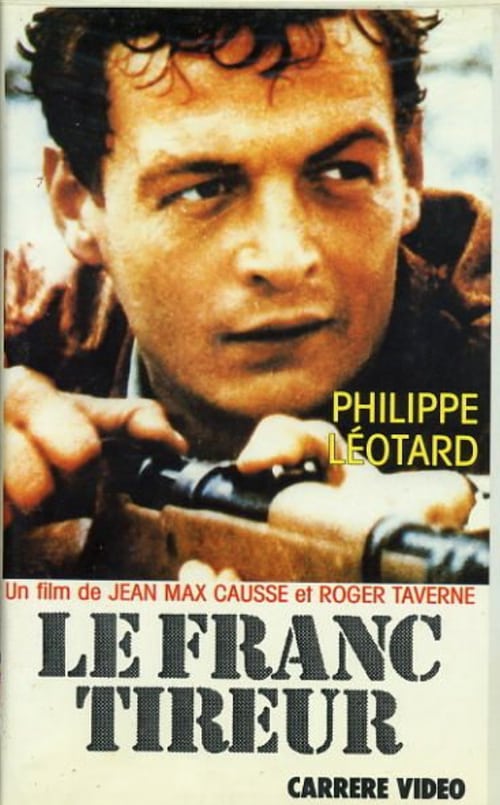 PHILIPPE
LÉOTARD
Un film de JEAN MAX CAUSSE et ROGER TAVERNE
LE FRANC
TIREUR
CARRERE VIDEO